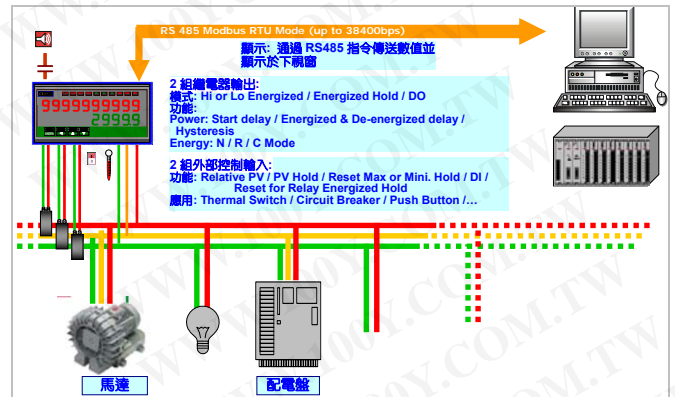 RS 485 Modbus RTU Mode (up to 38400bps)
顯示: 通過 RS485 指令傳送數值並
顯示於下視窗
2 組繼電器輸出:
模式: Hi or Lo Energized / Energized Hold / DO
功能:
Power: Start delay / Energized & De-energized delay /
Hysteresis
Energy: N / R / C Mode
2 組外部控制輸入:
功能: Relative PV / PV Hold / Reset Max or Mini. Hold / DI /
Reset for Relay Energized Hold
應用: Thermal Switch / Circuit Breaker / Push Button /…
9999999999
29999
馬達
配電盤
WWW.100Y.COM.TW